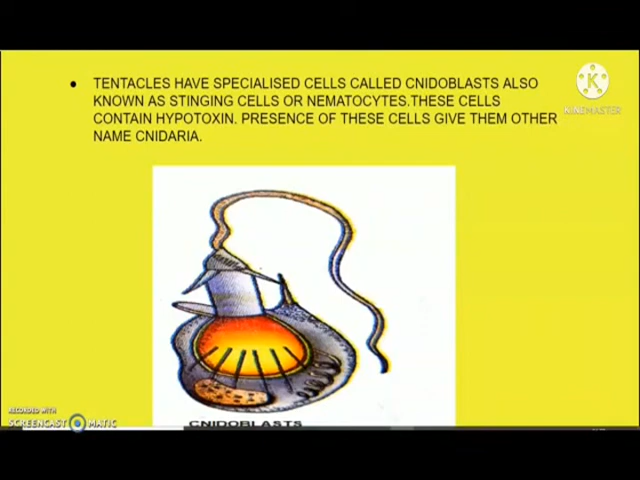 TENTACLES HAVE SPECIALISED CELLS CALLED CNIDOBLASTS ALSO
KNOWN AS STINGING CELLS OR NEMATOCYTES.THESE CELLS
CONTAIN HYPOTOXIN. PRESENCE OF THESE CELLS GIVE THEM OTHER
NAME CNIDARIA.
K
KINEMASTER
CNIDOBLASTS
RECORDED WITH
SCREENCAST MATIC